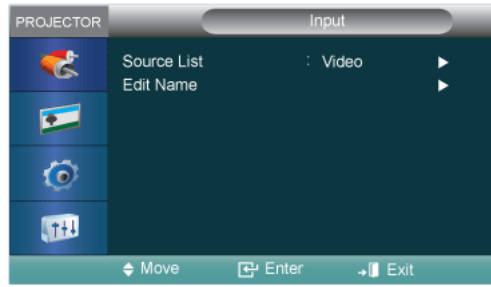 PROJECTOR Input
Source List : Video
Edit Name
Move Enter Exit